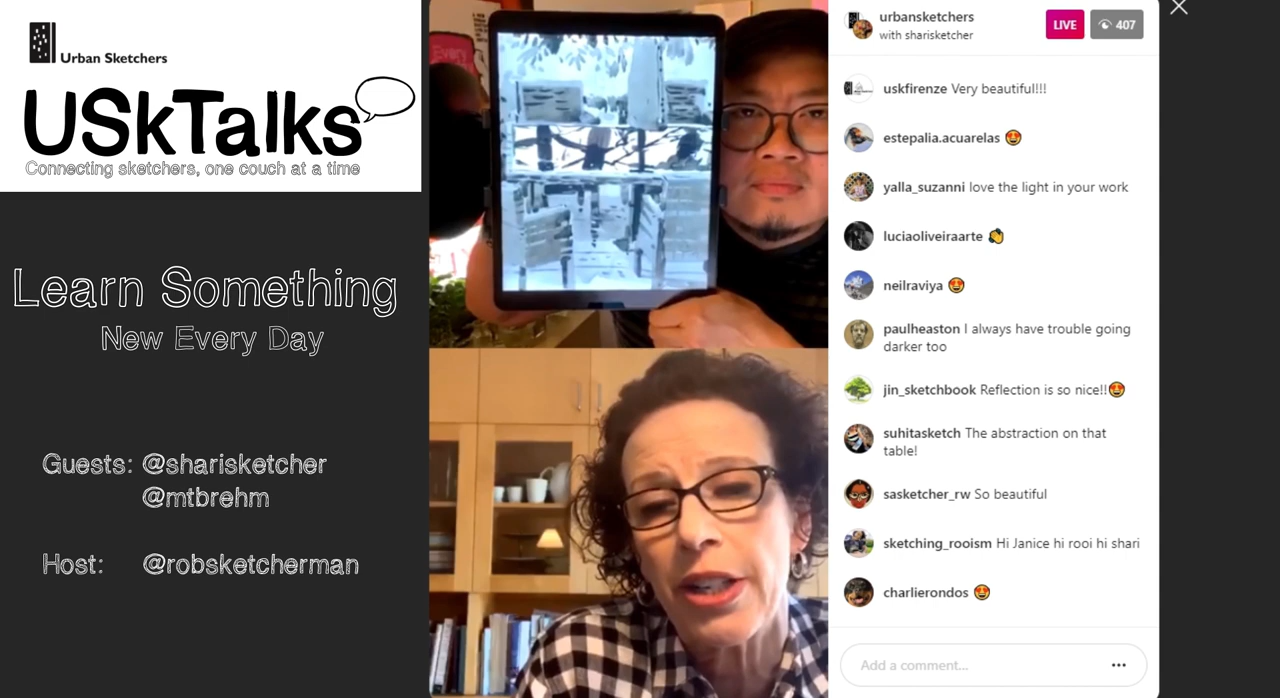 Urban Sketchers
USkTalks
Connecting sketchers, one couch at a time
Learn Something
New Every Day
Guests: @sharisketcher
@mtbrehm
Host: @robsketcherman
Every
urbansketchers
with sharisketcher
LIVE
407
uskfirenze Very beautiful!!!
estepalia.acuarelas 🤩
yalla_suzanni love the light in your work
luciaoliveiraarte 👏
neilraviya 🤩
paulheaston I always have trouble going
darker too
jin_sketchbook Reflection is so nice!!🤩
suhitasketch The abstraction on that
table!
sasketcher_rw So beautiful
sketching_rooism Hi Janice hi rooi hi shari
charlierondos 🤩
Add a comment...